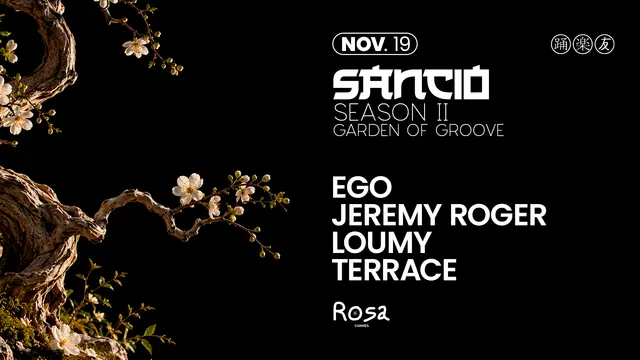 NOV. 19
踊楽友
SANCIÓ
SEASON II
GARDEN OF GROOVE
EGO
JEREMY ROGER
LOUMY
TERRACE
Rosa
CANNES